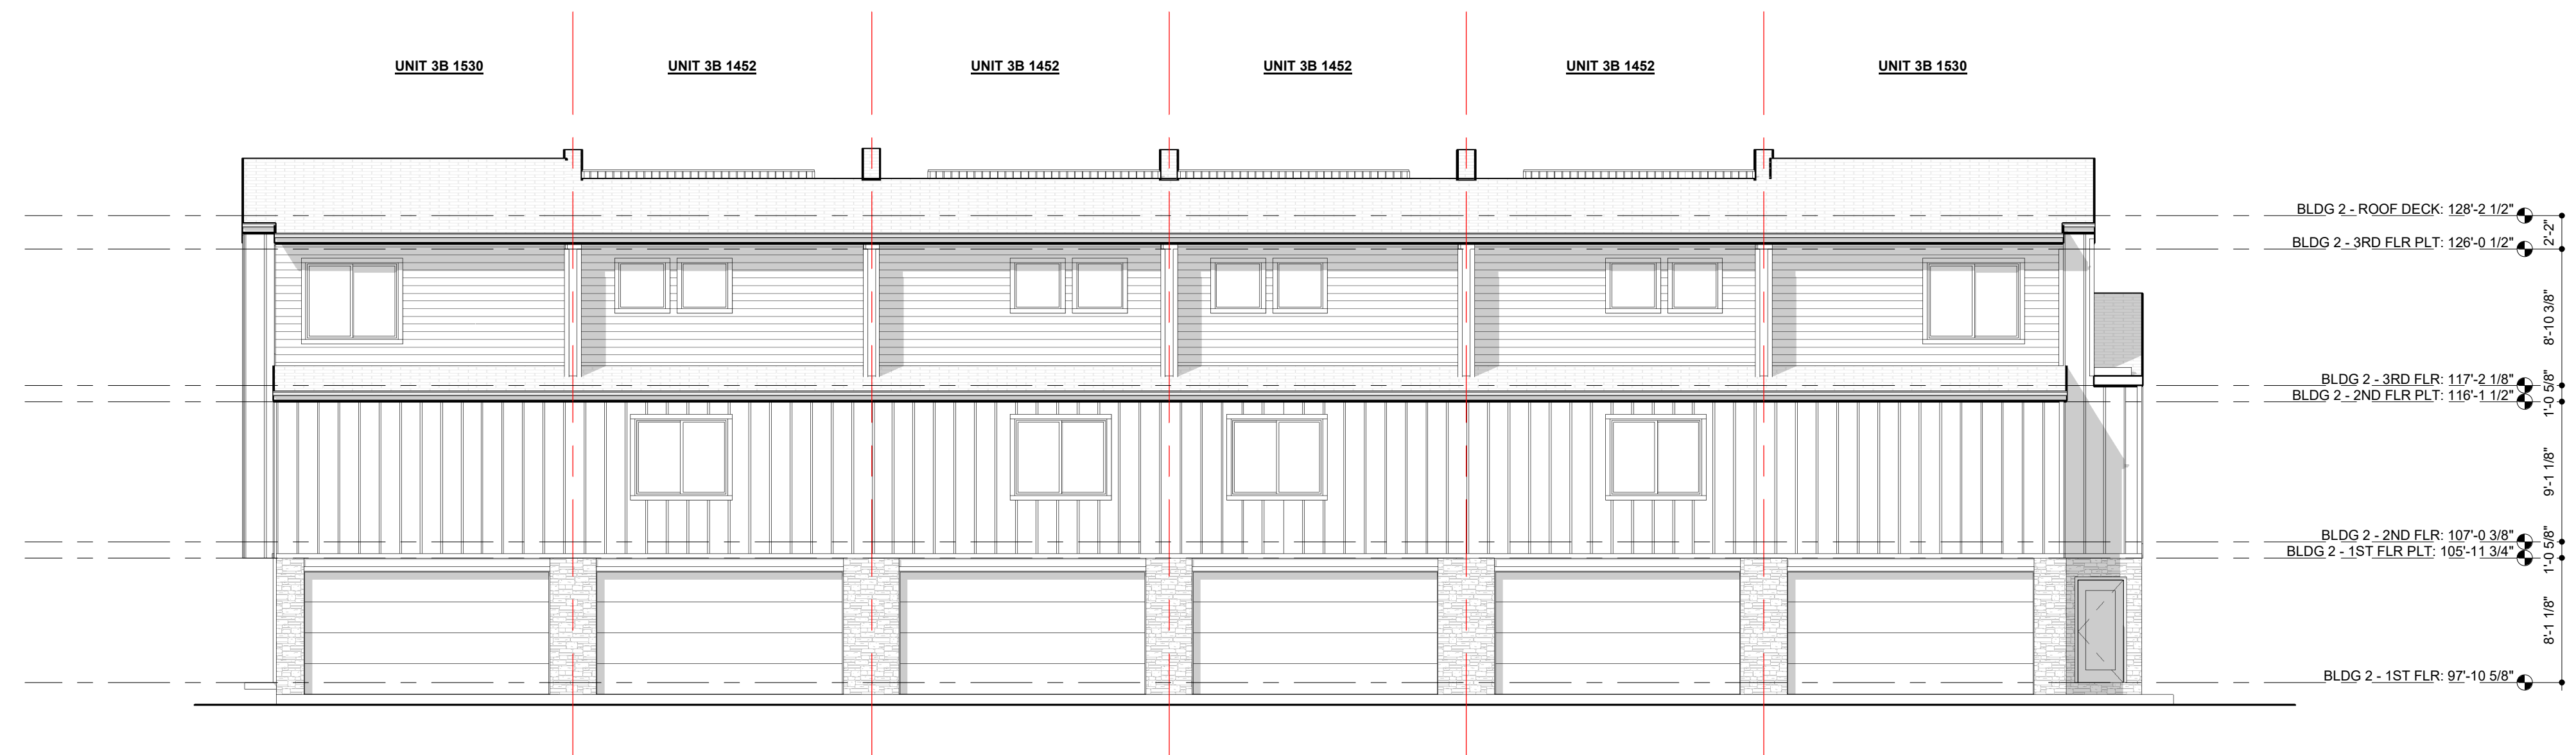 UNIT 3B 1530
UNIT 3B 1452
UNIT 3B 1452
UNIT 3B 1452
UNIT 3B 1452
UNIT 3B 1530
BLDG 2 - ROOF DECK: 128'-2 1/2"
2'-2"
BLDG 2 - 3RD FLR PLT: 126'-0 1/2"
8'-10 3/8"
BLDG 2 - 3RD FLR: 117'-2 1/8"
1'-0 5/8"
BLDG 2 - 2ND FLR PLT: 116'-1 1/2"
9'-1 1/8"
BLDG 2 - 2ND FLR: 107'-0 3/8"
1'-0 5/8"
BLDG 2 - 1ST FLR PLT: 105'-11 3/4"
8'-1 1/8"
BLDG 2 - 1ST FLR: 97'-10 5/8"